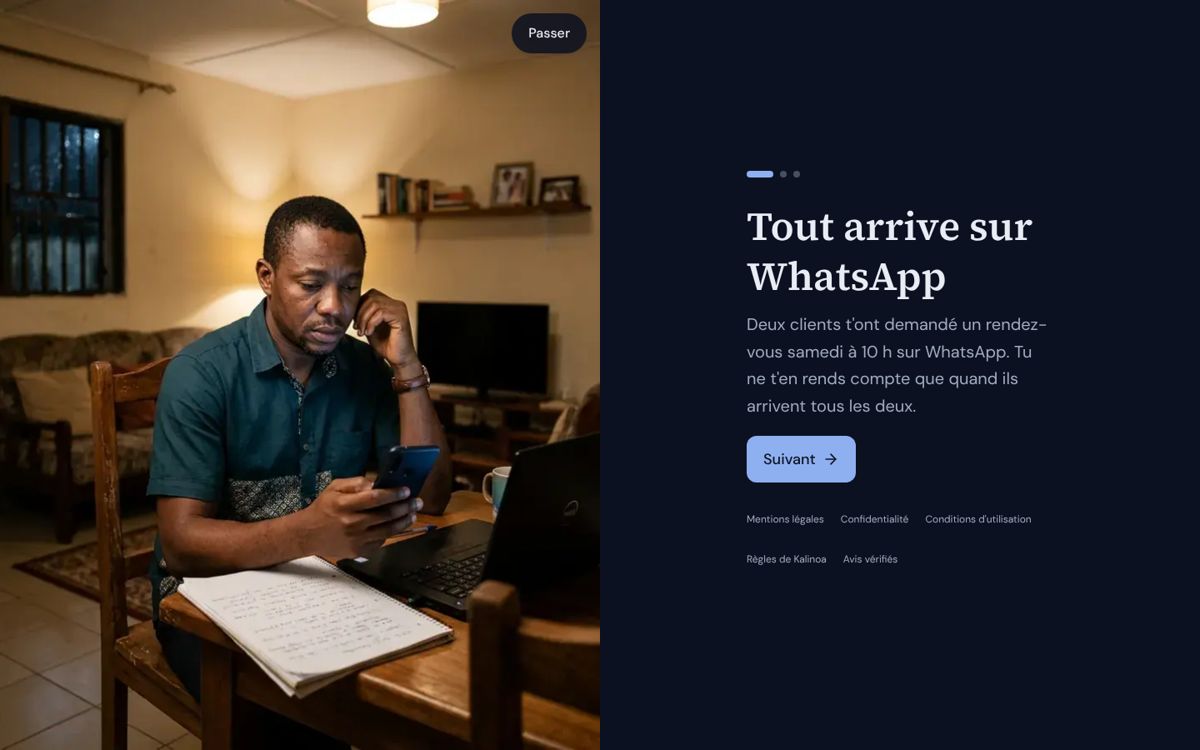 Passer
Tout arrive sur
WhatsApp
Deux clients t'ont demandé un rendez-
vous samedi à 10 h sur WhatsApp. Tu
ne t'en rends compte que quand ils
arrivent tous les deux.
Suivant →
Mentions légales Confidentialité Conditions d'utilisation
Règles de Kalinoa Avis vérifiés